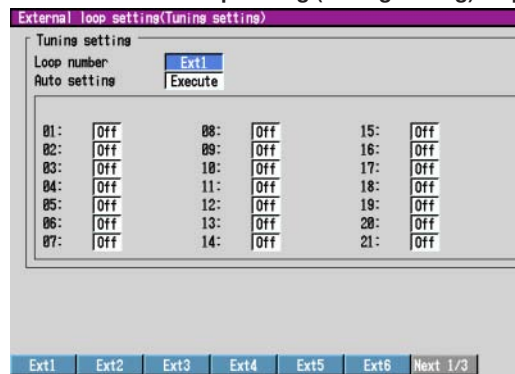 External loop setting(Tuning setting)
Tuning setting
Loop number Ext1
Auto setting Execute
01: Off 08: Off 15: Off
02: Off 09: Off 16: Off
03: Off 10: Off 17: Off
04: Off 11: Off 18: Off
05: Off 12: Off 19: Off
06: Off 13: Off 20: Off
07: Off 14: Off 21: Off
Ext1 Ext2 Ext3 Ext4 Ext5 Ext6 Next 1/3